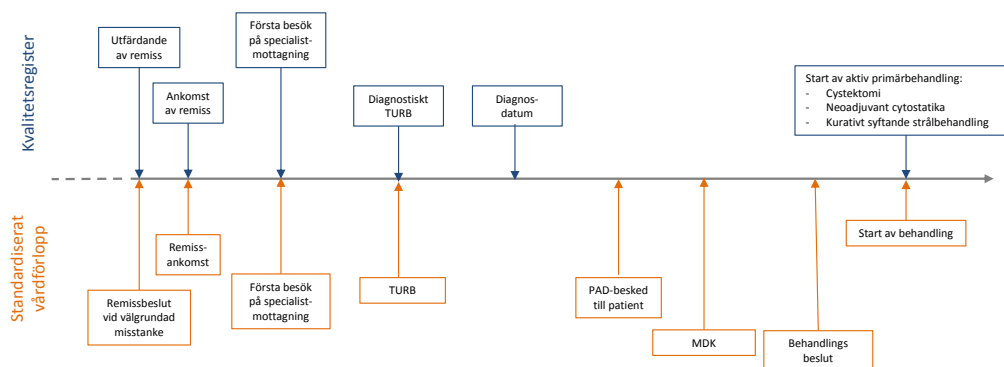 Kvalitetsregister
Utfärdande
av remiss
Ankomst
av remiss
Första besök
på specialist-
mottagning
Diagnostiskt
TURB
Diagnos-
datum
Start av aktiv primärbehandling:
- Cystektomi
- Neoadjuvant cytostatika
- Kurativt syftande strålbehandling
Standardiserat
vårdförlopp
Remissbeslut
vid välgrundad
misstanke
Remiss-
ankomst
Första besök
på specialist-
mottagning
TURB
PAD-besked
till patient
MDK
Behandlings
beslut
Start av behandling